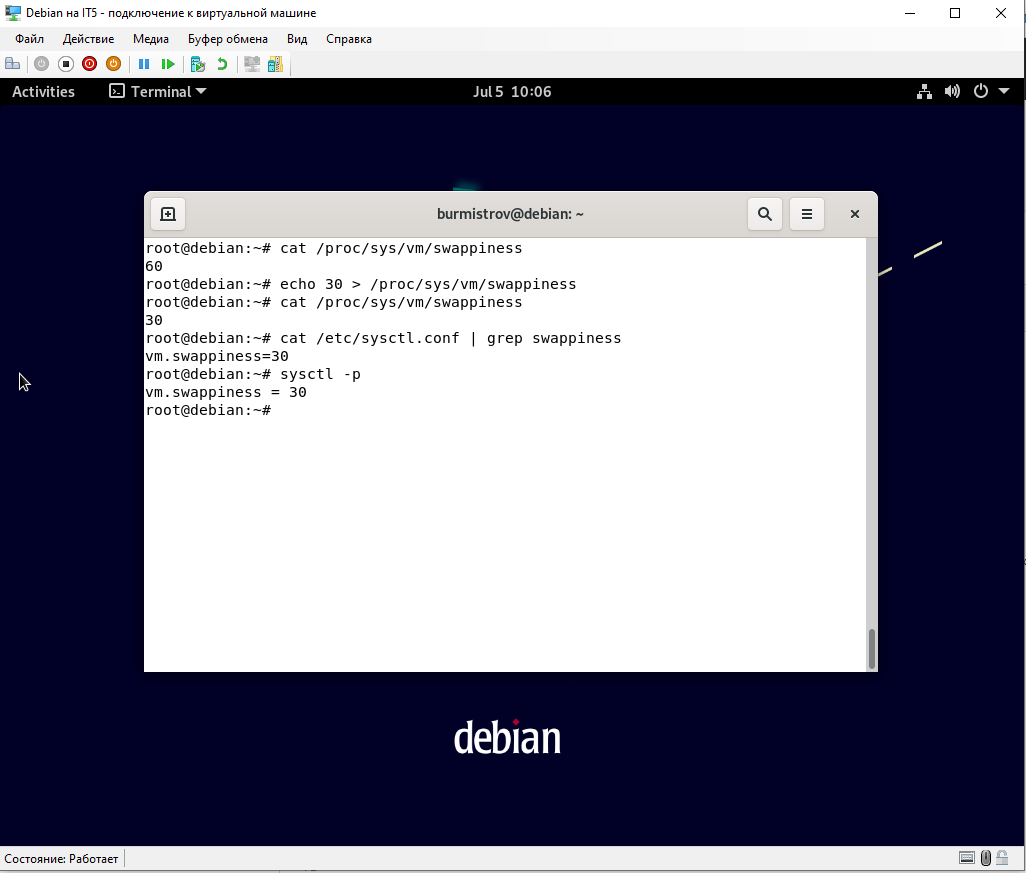 Debian на IT5 - подключение к виртуальной машине
Файл Действие Медиа Буфер обмена Вид Справка
Activities Terminal Jul 5 10:06
burmistrov@debian: ~
root@debian:~# cat /proc/sys/vm/swappiness
60
root@debian:~# echo 30 > /proc/sys/vm/swappiness
root@debian:~# cat /proc/sys/vm/swappiness
30
root@debian:~# cat /etc/sysctl.conf | grep swappiness
vm.swappiness=30
root@debian:~# sysctl -p
vm.swappiness = 30
root@debian:~#
debian
Состояние: Работает